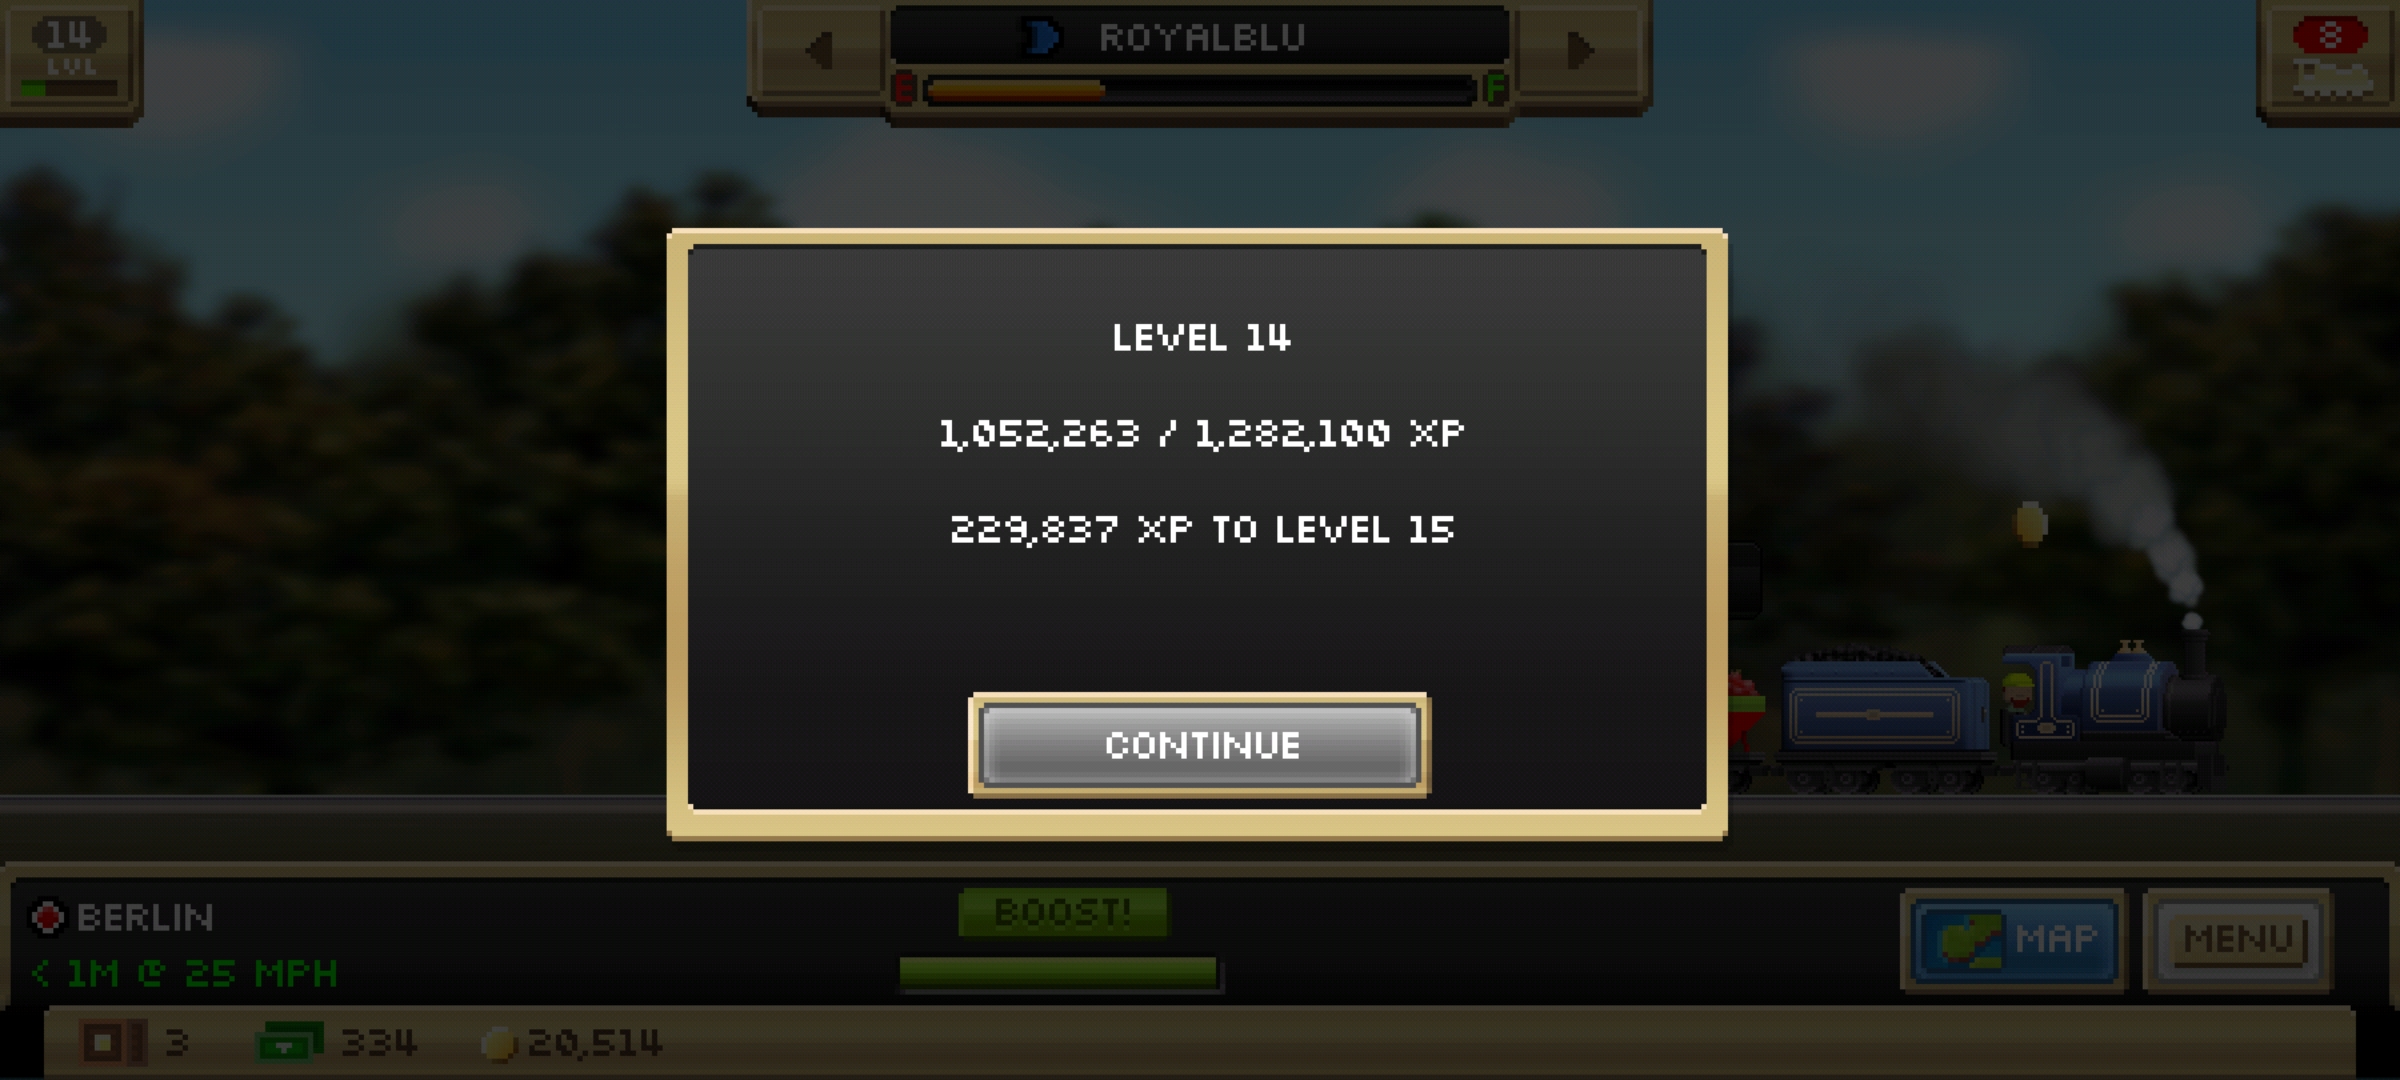 14
LVL
ROYALBLU
E F
8
LEVEL 14
1,052,263 / 1,282,100 XP
229,837 XP TO LEVEL 15
CONTINUE
BERLIN
< 1M @ 25 MPH
BOOST!
MAP
MENU
3 334 20,514